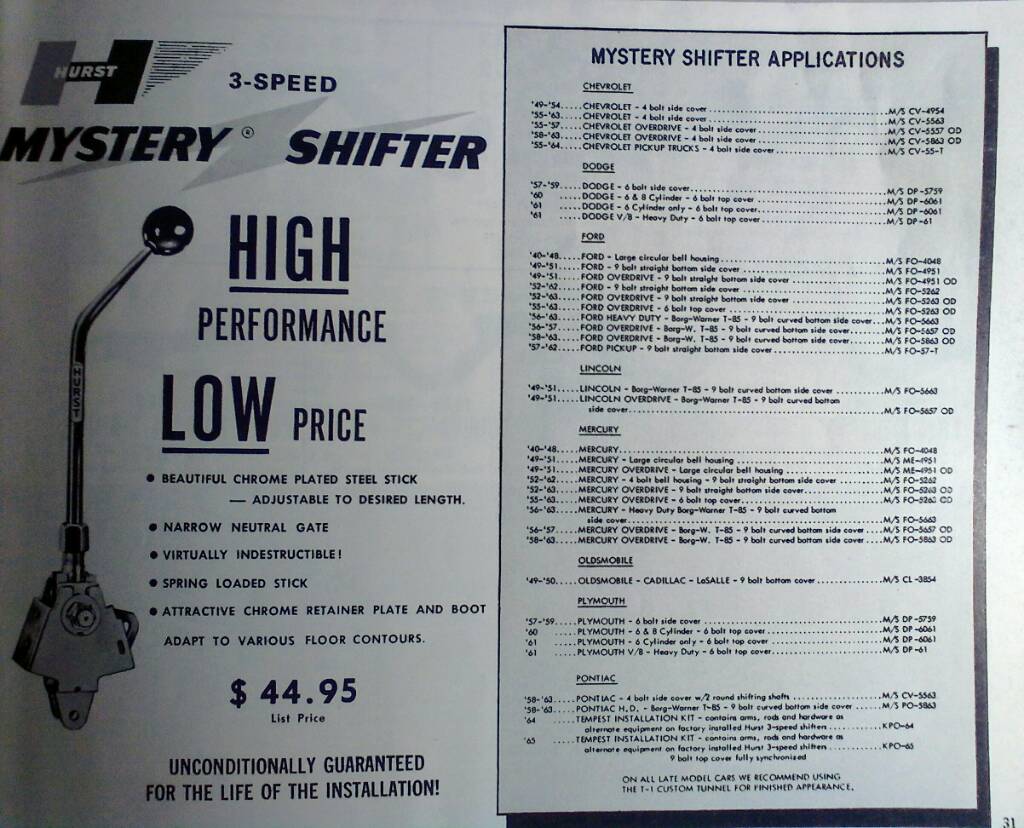 HURST
3-SPEED
MYSTERY ® SHIFTER
HURST
HIGH
PERFORMANCE
LOW PRICE
• BEAUTIFUL CHROME PLATED STEEL STICK
— ADJUSTABLE TO DESIRED LENGTH.
• NARROW NEUTRAL GATE
• VIRTUALLY INDESTRUCTIBLE!
• SPRING LOADED STICK
• ATTRACTIVE CHROME RETAINER PLATE AND BOOT
ADAPT TO VARIOUS FLOOR CONTOURS.
$ 44.95
List Price
UNCONDITIONALLY GUARANTEED
FOR THE LIFE OF THE INSTALLATION!
MYSTERY SHIFTER APPLICATIONS
CHEVROLET
'49-'54.....CHEVROLET - 4 bolt side cover.....M/S CV-4954
'55-'63.....CHEVROLET - 4 bolt side cover.....M/S CV-5563
'55-'57.....CHEVROLET OVERDRIVE - 4 bolt side cover.....M/S CV-5557 OD
'58-'63.....CHEVROLET OVERDRIVE - 4 bolt side cover.....M/S CV-5863 OD
'55-'64.....CHEVROLET PICKUP TRUCKS - 4 bolt side cover.....M/S CV-55-T
DODGE
'57-'59.....DODGE - 6 bolt side cover.....M/S DP-5759
'60 .....DODGE - 6 & 8 Cylinder - 6 bolt top cover.....M/S DP-6061
'61 .....DODGE - 6 Cylinder only - 6 bolt top cover.....M/S DP-6061
'61 .....DODGE V/8 - Heavy Duty - 6 bolt top cover.....M/S DP-61
FORD
'40-'48.....FORD - Large circular bell housing.....M/S FO-4048
'49-'51.....FORD - 9 bolt straight bottom side cover.....M/S FO-4951
'49-'51.....FORD OVERDRIVE - 9 bolt straight bottom side cover.....M/S FO-4951 OD
'52-'62.....FORD - 9 bolt straight bottom side cover.....M/S FO-5262
'52-'63.....FORD OVERDRIVE - 9 bolt straight bottom side cover.....M/S FO-5263 OD
'55-'63.....FORD OVERDRIVE - 6 bolt top cover.....M/S FO-5263 OD
'56-'63.....FORD HEAVY DUTY - Borg-Warner T-85 - 9 bolt curved bottom side cover.....M/S FO-5663
'56-'57.....FORD OVERDRIVE - Borg-W. T-85 - 9 bolt curved bottom side cover.....M/S FO-5657 OD
'58-'63.....FORD OVERDRIVE - Borg-W. T-85 - 9 bolt curved bottom side cover.....M/S FO-5863 OD
'57-'62.....FORD PICKUP - 9 bolt straight bottom side cover.....M/S FO-57-T
LINCOLN
'49-'51.....LINCOLN - Borg-Warner T-85 - 9 bolt curved bottom side cover.....M/S FO-5663
'49-'51.....LINCOLN OVERDRIVE - Borg-Warner T-85 - 9 bolt curved bottom
side cover.....M/S FO-5657 OD
MERCURY
'40-'48.....MERCURY.....M/S FO-4048
'49-'51.....MERCURY - Large circular bell housing.....M/S ME-4951
'49-'51.....MERCURY OVERDRIVE - Large circular bell housing.....M/S ME-4951 OD
'52-'62.....MERCURY - 4 bolt bell housing - 9 bolt straight bottom side cover.....M/S FO-5262
'52-'63.....MERCURY OVERDRIVE - 9 bolt straight bottom side cover.....M/S FO-5263 OD
'55-'63.....MERCURY OVERDRIVE - 6 bolt top cover.....M/S FO-5263 OD
'56-'63.....MERCURY - Heavy Duty Borg-Warner T-85 - 9 bolt curved bottom
side cover.....M/S FO-5663
'56-'57.....MERCURY OVERDRIVE - Borg-W. T-85 - 9 bolt curved bottom side cover.....M/S FO-5657 OD
'58-'63.....MERCURY OVERDRIVE - Borg-W. T-85 - 9 bolt curved bottom side cover.....M/S FO-5863 OD
OLDSMOBILE
'49-'50.....OLDSMOBILE - CADILLAC - LaSALLE - 9 bolt bottom cover.....M/S CL-3854
PLYMOUTH
'57-'59.....PLYMOUTH - 6 bolt side cover.....M/S DP-5759
'60 .....PLYMOUTH - 6 & 8 Cylinder - 6 bolt top cover.....M/S DP-6061
'61 .....PLYMOUTH - 6 Cylinder only - 6 bolt top cover.....M/S DP-6061
'61 .....PLYMOUTH V/8 - Heavy Duty - 6 bolt top cover.....M/S DP-61
PONTIAC
'58-'63.....PONTIAC - 4 bolt side cover w/2 round shifting shafts.....M/S CV-5563
'58-'63.....PONTIAC H.D. - Borg-Warner T-85 - 9 bolt curved bottom side cover.....M/S PO-5863
'64 .....TEMPEST INSTALLATION KIT - contains arms, rods and hardware as
alternate equipment on factory installed Hurst 3-speed shifters.....KPO-64
'65 .....TEMPEST INSTALLATION KIT - contains arms, rods and hardware as
alternate equipment on factory installed Hurst 3-speed shifters.....KPO-65
9 bolt top cover fully synchronized
ON ALL LATE MODEL CARS WE RECOMMEND USING
THE T-1 CUSTOM TUNNEL FOR FINISHED APPEARANCE.
31